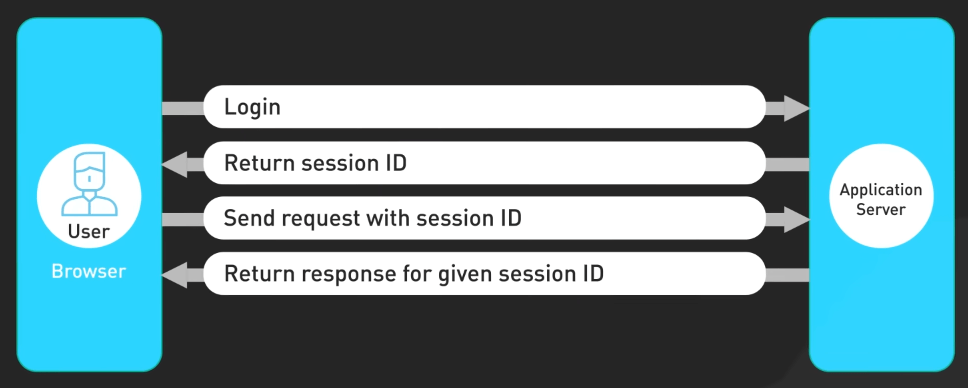 Login
Return session ID
Send request with session ID
Return response for given session ID
User
Browser
Application
Server